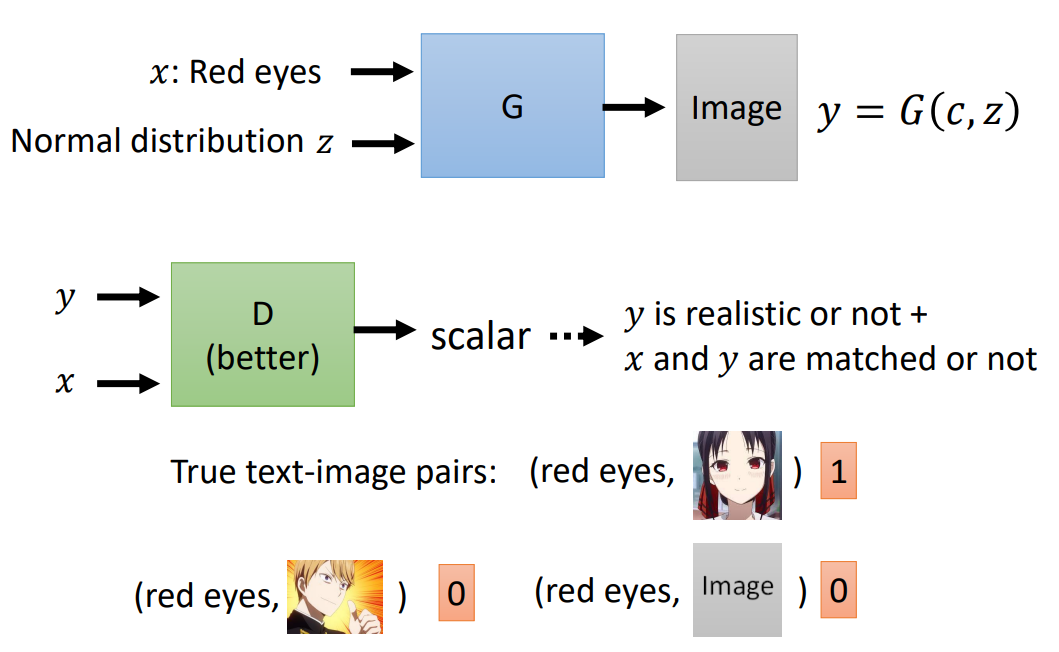 x: Red eyes
Normal distribution z
G
Image
y = G(c, z)
y
x
D
(better)
scalar
y is realistic or not +
x and y are matched or not
True text-image pairs: (red eyes, ) 1
(red eyes, ) 0
(red eyes, Image ) 0